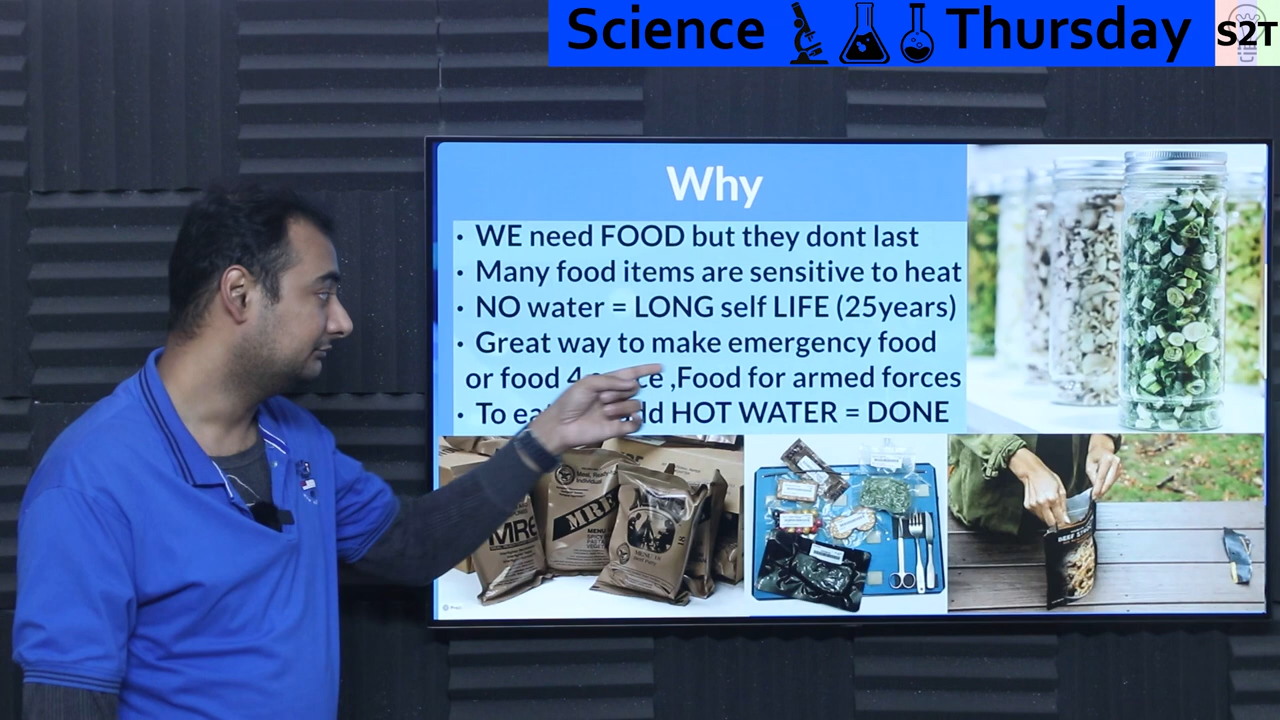 Science Thursday
S2T
Why
· WE need FOOD but they dont last
· Many food items are sensitive to heat
· NO water = LONG self LIFE (25years)
· Great way to make emergency food
or food ,Food for armed forces
· To HOT WATER = DONE
MRE
MRE
MENU
BEEF